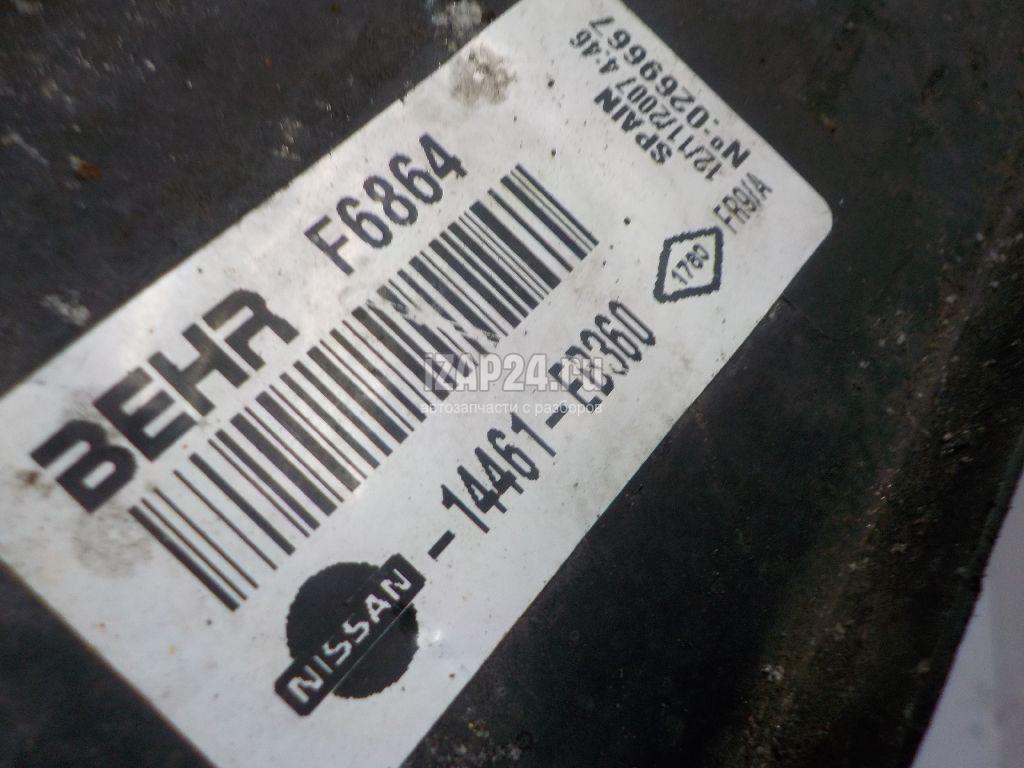 BEHR F6864
SPAIN
12/11/2007 4:46
Nº:0269667
NISSAN -14461-EB360
1780
FR9/A
iZAP24.ru
автозапчасти с разборов